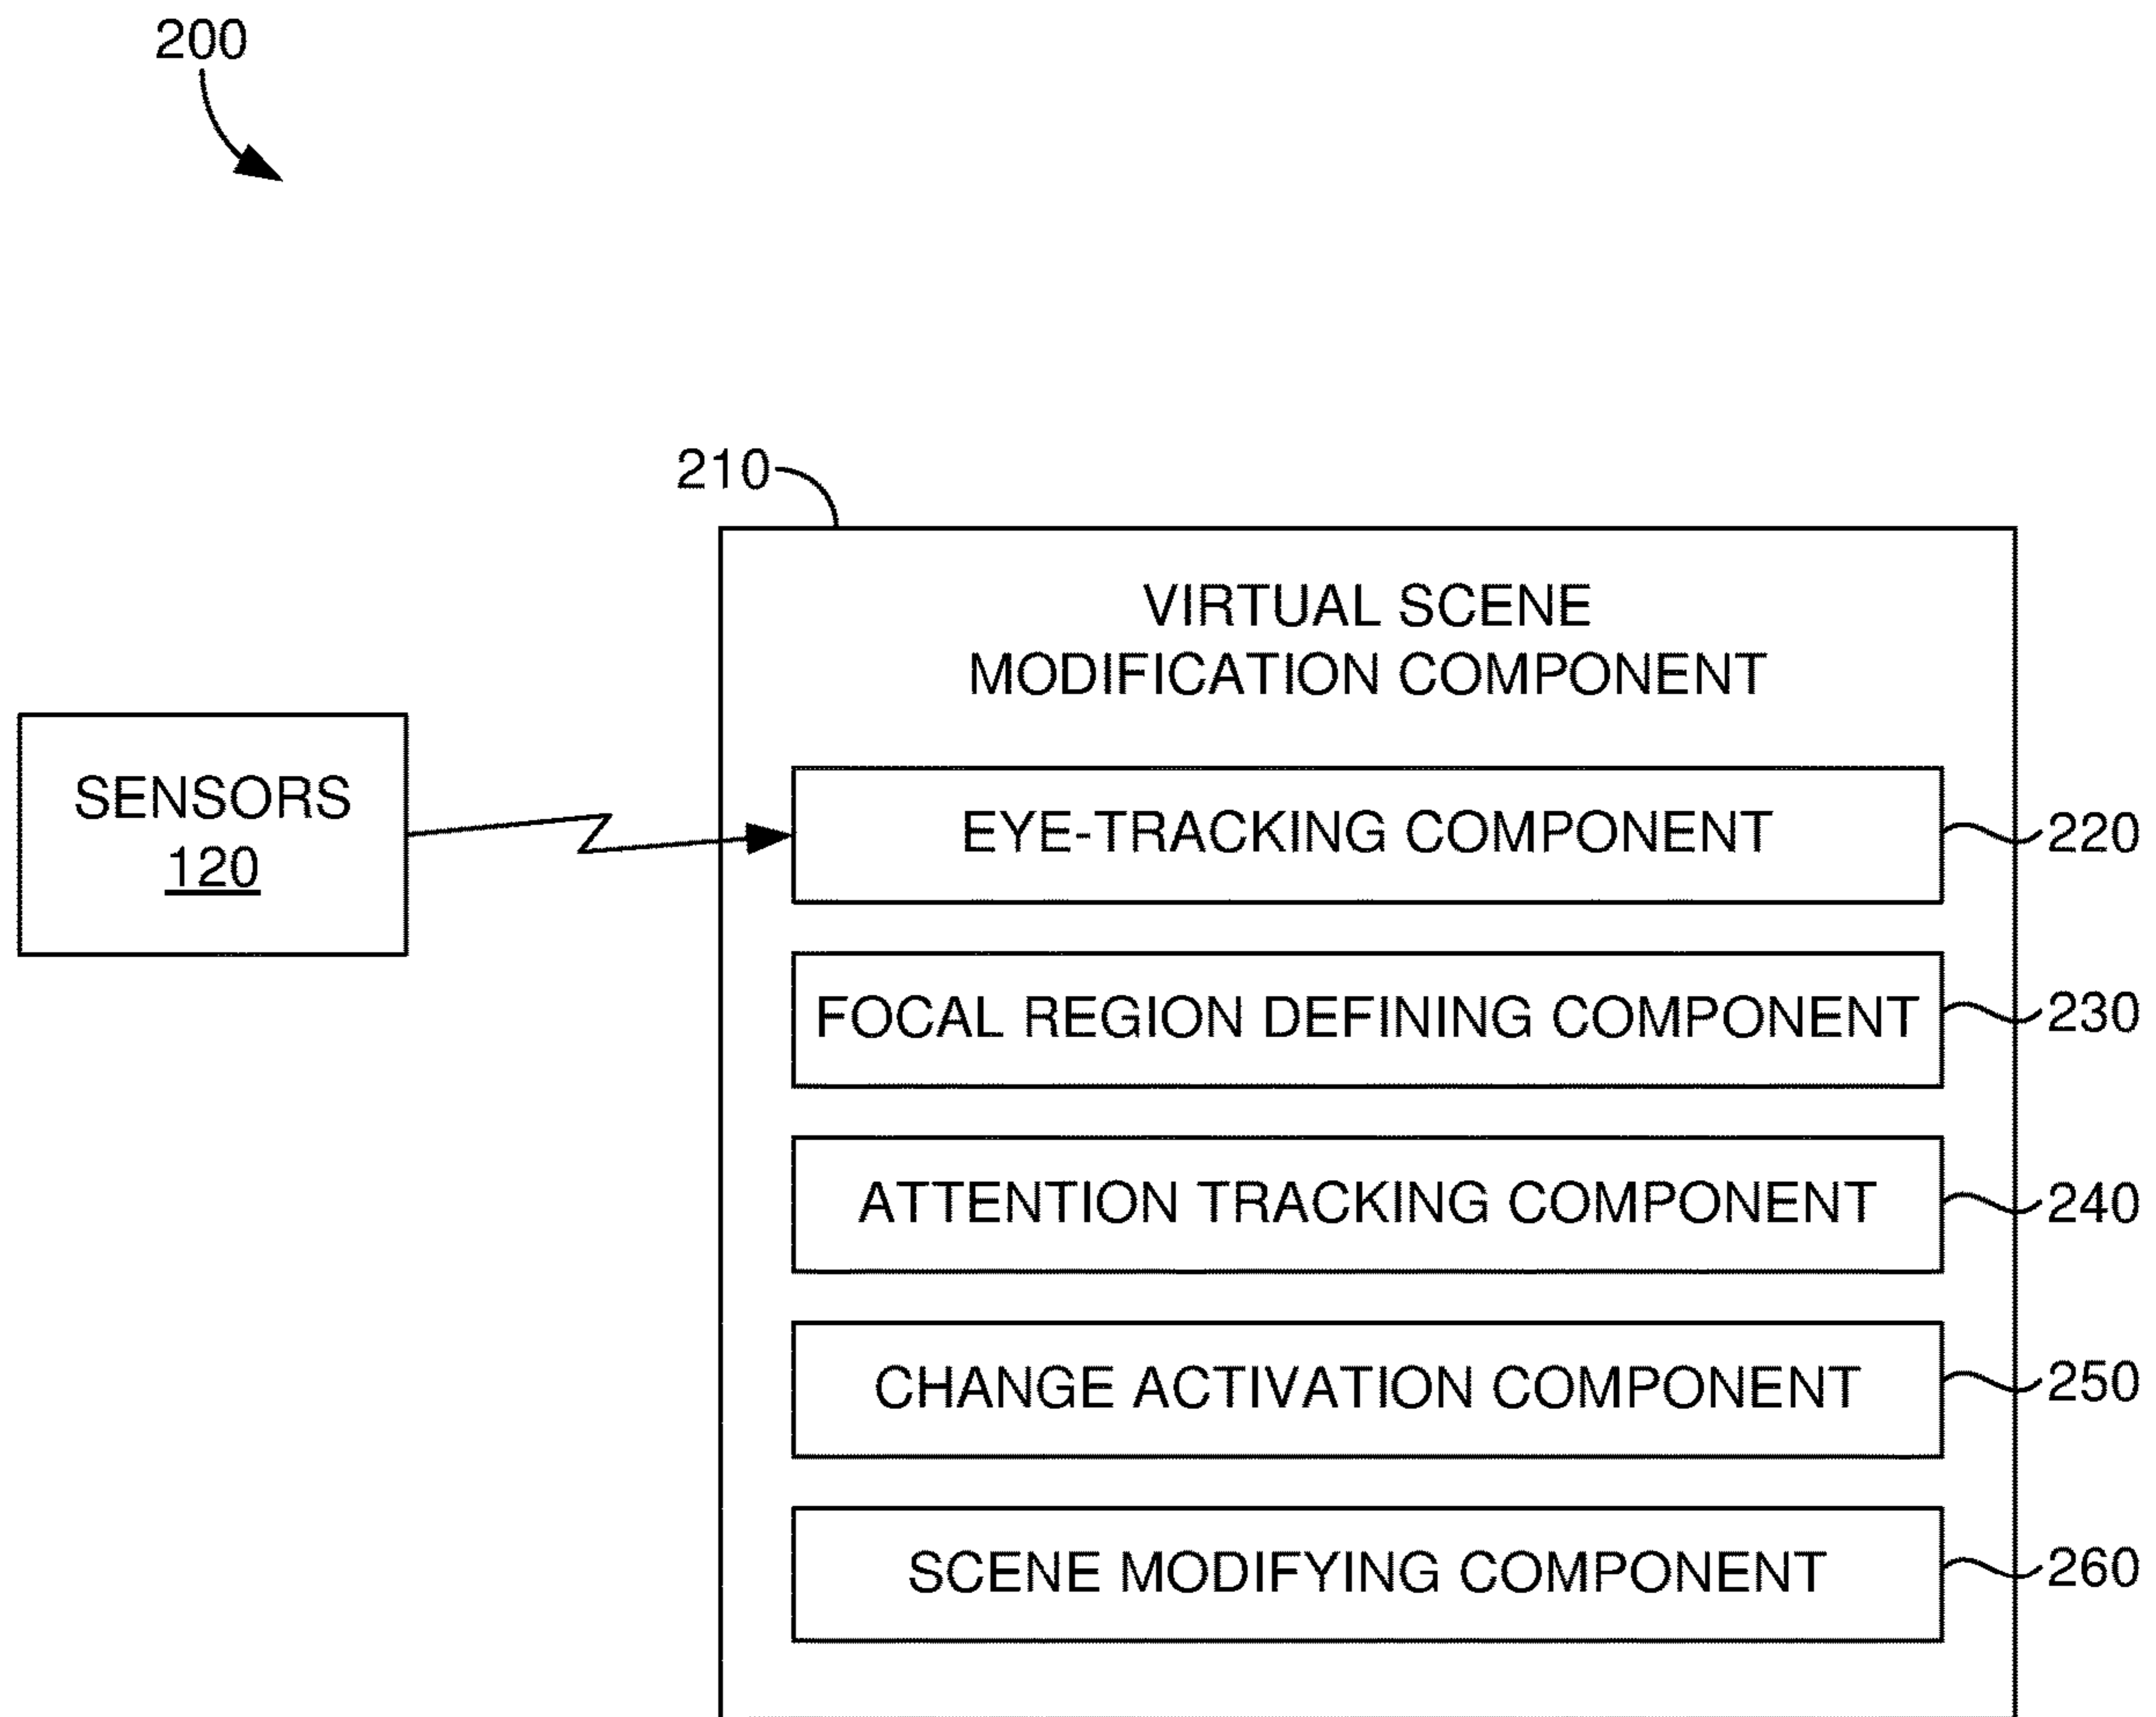 200
210
VIRTUAL SCENE
MODIFICATION COMPONENT
SENSORS
120
EYE-TRACKING COMPONENT
220
FOCAL REGION DEFINING COMPONENT
230
ATTENTION TRACKING COMPONENT
240
CHANGE ACTIVATION COMPONENT
250
SCENE MODIFYING COMPONENT
260